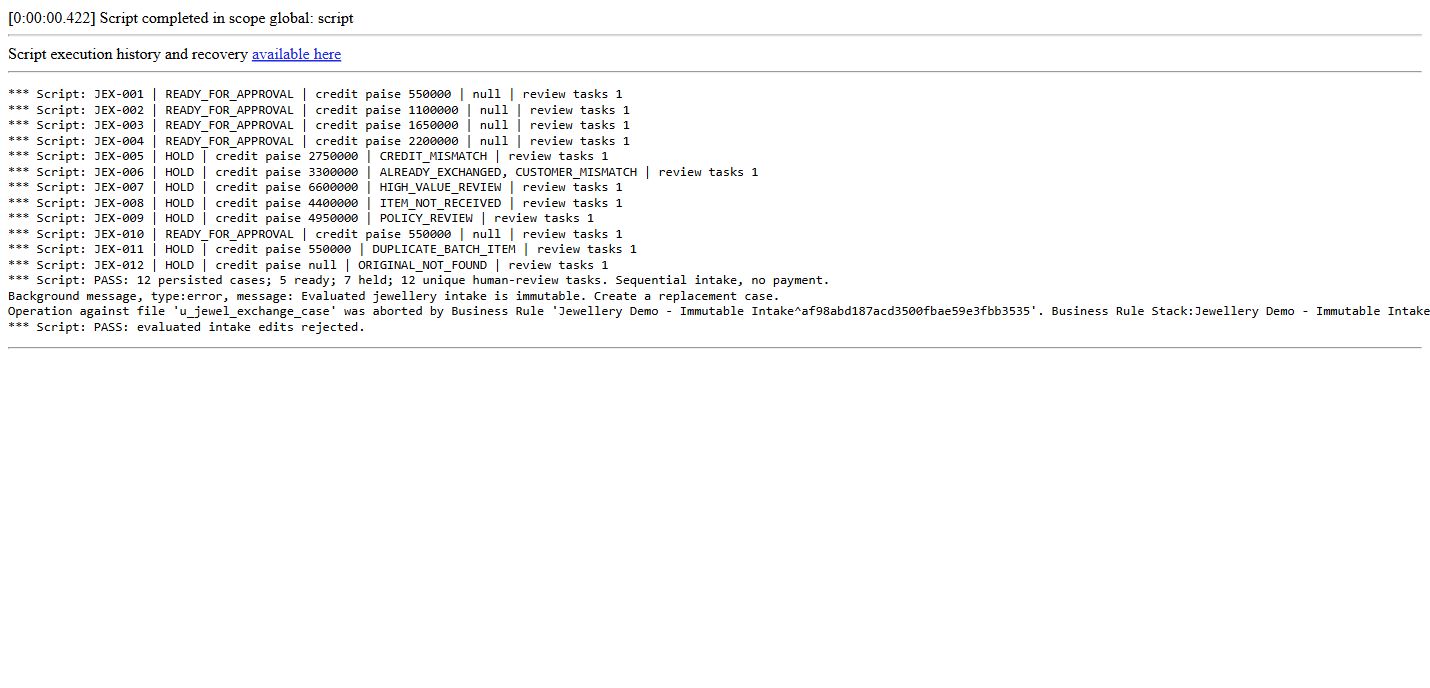 [0:00:00.422] Script completed in scope global: script
Script execution history and recovery available here
*** Script: JEX-001 | READY_FOR_APPROVAL | credit paise 550000 | null | review tasks 1
*** Script: JEX-002 | READY_FOR_APPROVAL | credit paise 1100000 | null | review tasks 1
*** Script: JEX-003 | READY_FOR_APPROVAL | credit paise 1650000 | null | review tasks 1
*** Script: JEX-004 | READY_FOR_APPROVAL | credit paise 2200000 | null | review tasks 1
*** Script: JEX-005 | HOLD | credit paise 2750000 | CREDIT_MISMATCH | review tasks 1
*** Script: JEX-006 | HOLD | credit paise 3300000 | ALREADY_EXCHANGED, CUSTOMER_MISMATCH | review tasks 1
*** Script: JEX-007 | HOLD | credit paise 6600000 | HIGH_VALUE_REVIEW | review tasks 1
*** Script: JEX-008 | HOLD | credit paise 4400000 | ITEM_NOT_RECEIVED | review tasks 1
*** Script: JEX-009 | HOLD | credit paise 4950000 | POLICY_REVIEW | review tasks 1
*** Script: JEX-010 | READY_FOR_APPROVAL | credit paise 550000 | null | review tasks 1
*** Script: JEX-011 | HOLD | credit paise 550000 | DUPLICATE_BATCH_ITEM | review tasks 1
*** Script: JEX-012 | HOLD | credit paise null | ORIGINAL_NOT_FOUND | review tasks 1
*** Script: PASS: 12 persisted cases; 5 ready; 7 held; 12 unique human-review tasks. Sequential intake, no payment.
Background message, type:error, message: Evaluated jewellery intake is immutable. Create a replacement case.
Operation against file 'u_jewel_exchange_case' was aborted by Business Rule 'Jewellery Demo - Immutable Intake^af98abd187acd3500fbae59e3fbb3535'. Business Rule Stack:Jewellery Demo - Immutable Intake
*** Script: PASS: evaluated intake edits rejected.